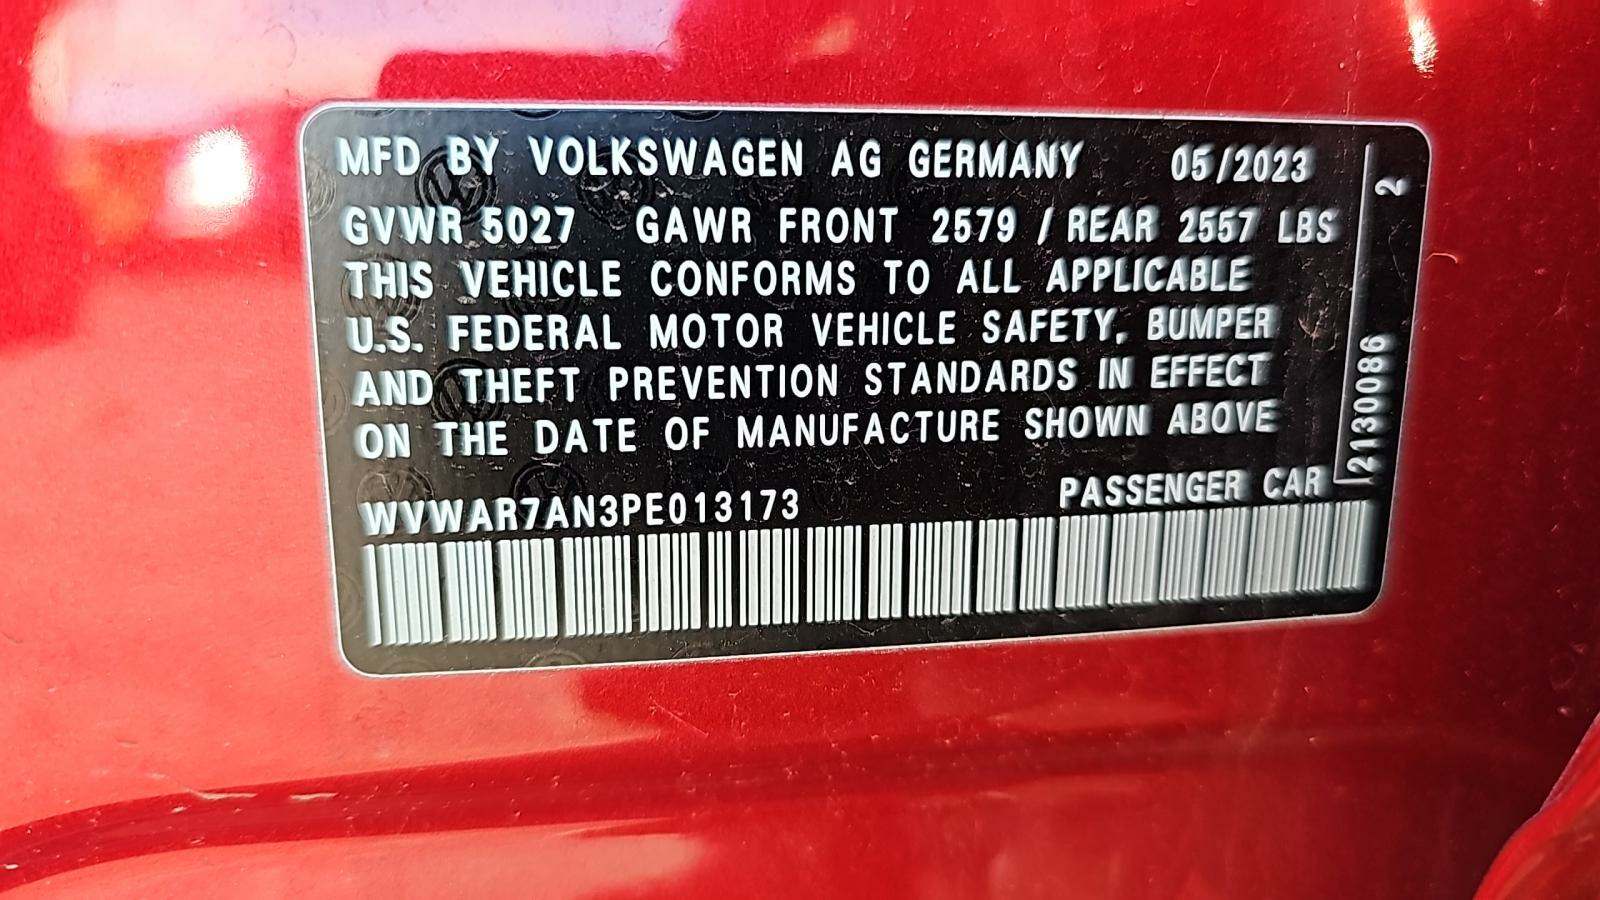 MFD BY VOLKSWAGEN AG GERMANY 05/2023
GVWR 5027 GAWR FRONT 2579 / REAR 2557 LBS
THIS VEHICLE CONFORMS TO ALL APPLICABLE
U.S. FEDERAL MOTOR VEHICLE SAFETY, BUMPER
AND THEFT PREVENTION STANDARDS IN EFFECT
ON THE DATE OF MANUFACTURE SHOWN ABOVE
PASSENGER CAR
WVWAR7AN3PE013173
2130086 2